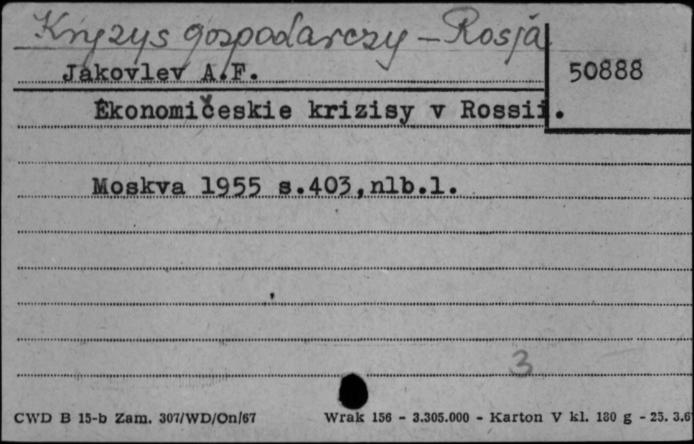 Kryzys gospodarczy – Rosja
Jakovlev A.F.
50888
Ėkonomičeskie krizisy v Rossii.
Moskva 1955 s.403,nlb.1.
3
CWD B 15-b Zam. 307/WD/On/67 Wrak 156 - 3.305.000 - Karton V kl. 180 g - 25. 3.6